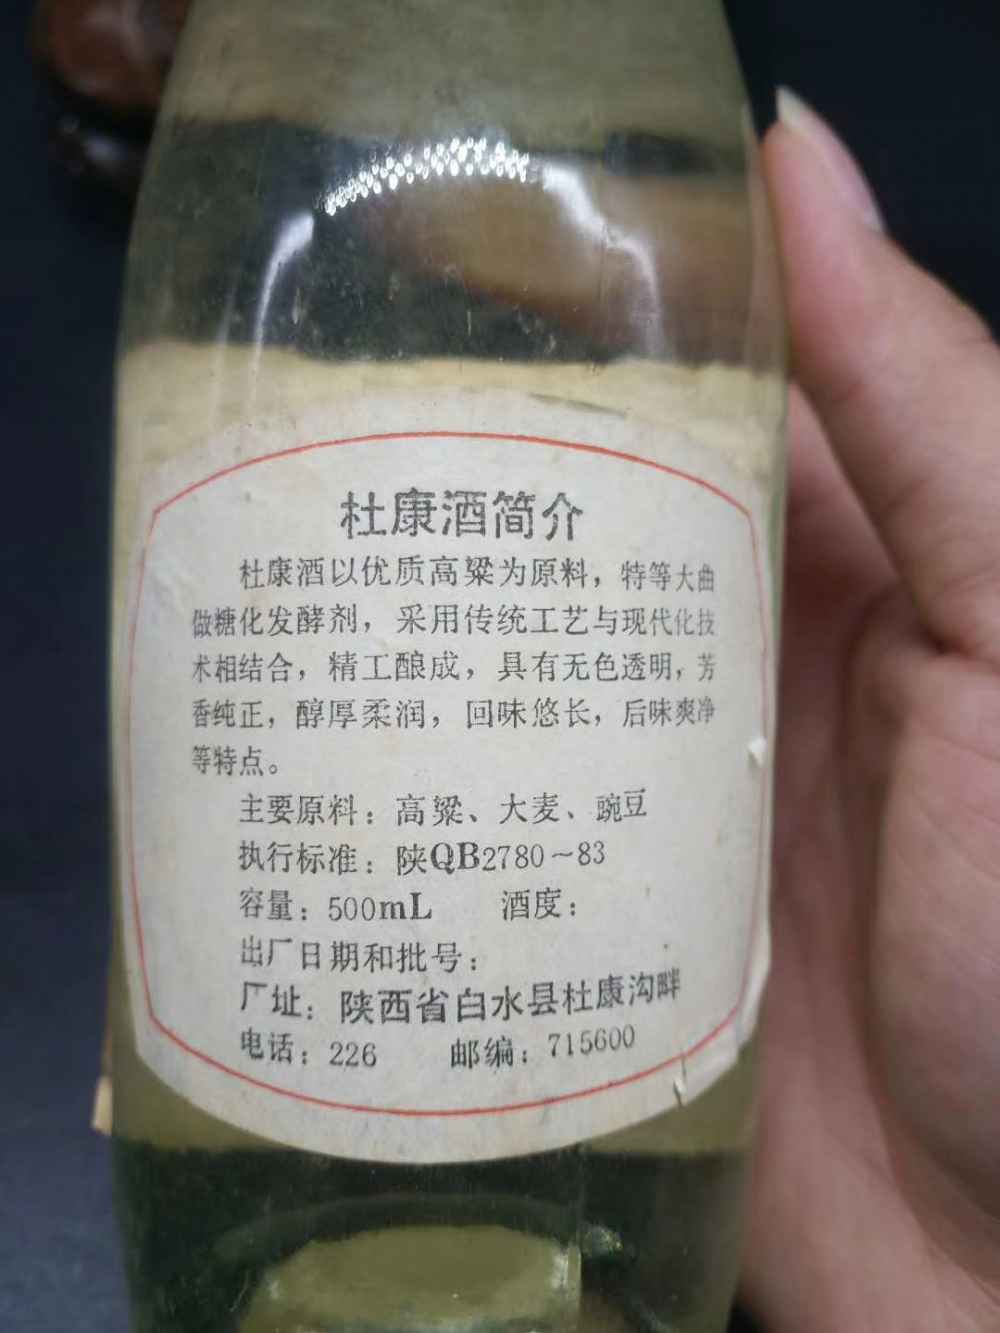 杜康酒简介
杜康酒以优质高粱为原料，特等大曲
做糖化发酵剂，采用传统工艺与现代化技
术相结合，精工酿成，具有无色透明，芳
香纯正，醇厚柔润，回味悠长，后味爽净
等特点。
主要原料：高粱、大麦、豌豆
执行标准：陕QB2780～83
容量：500mL 酒度：
出厂日期和批号：
厂址：陕西省白水县杜康沟畔
电话：226 邮编：715600